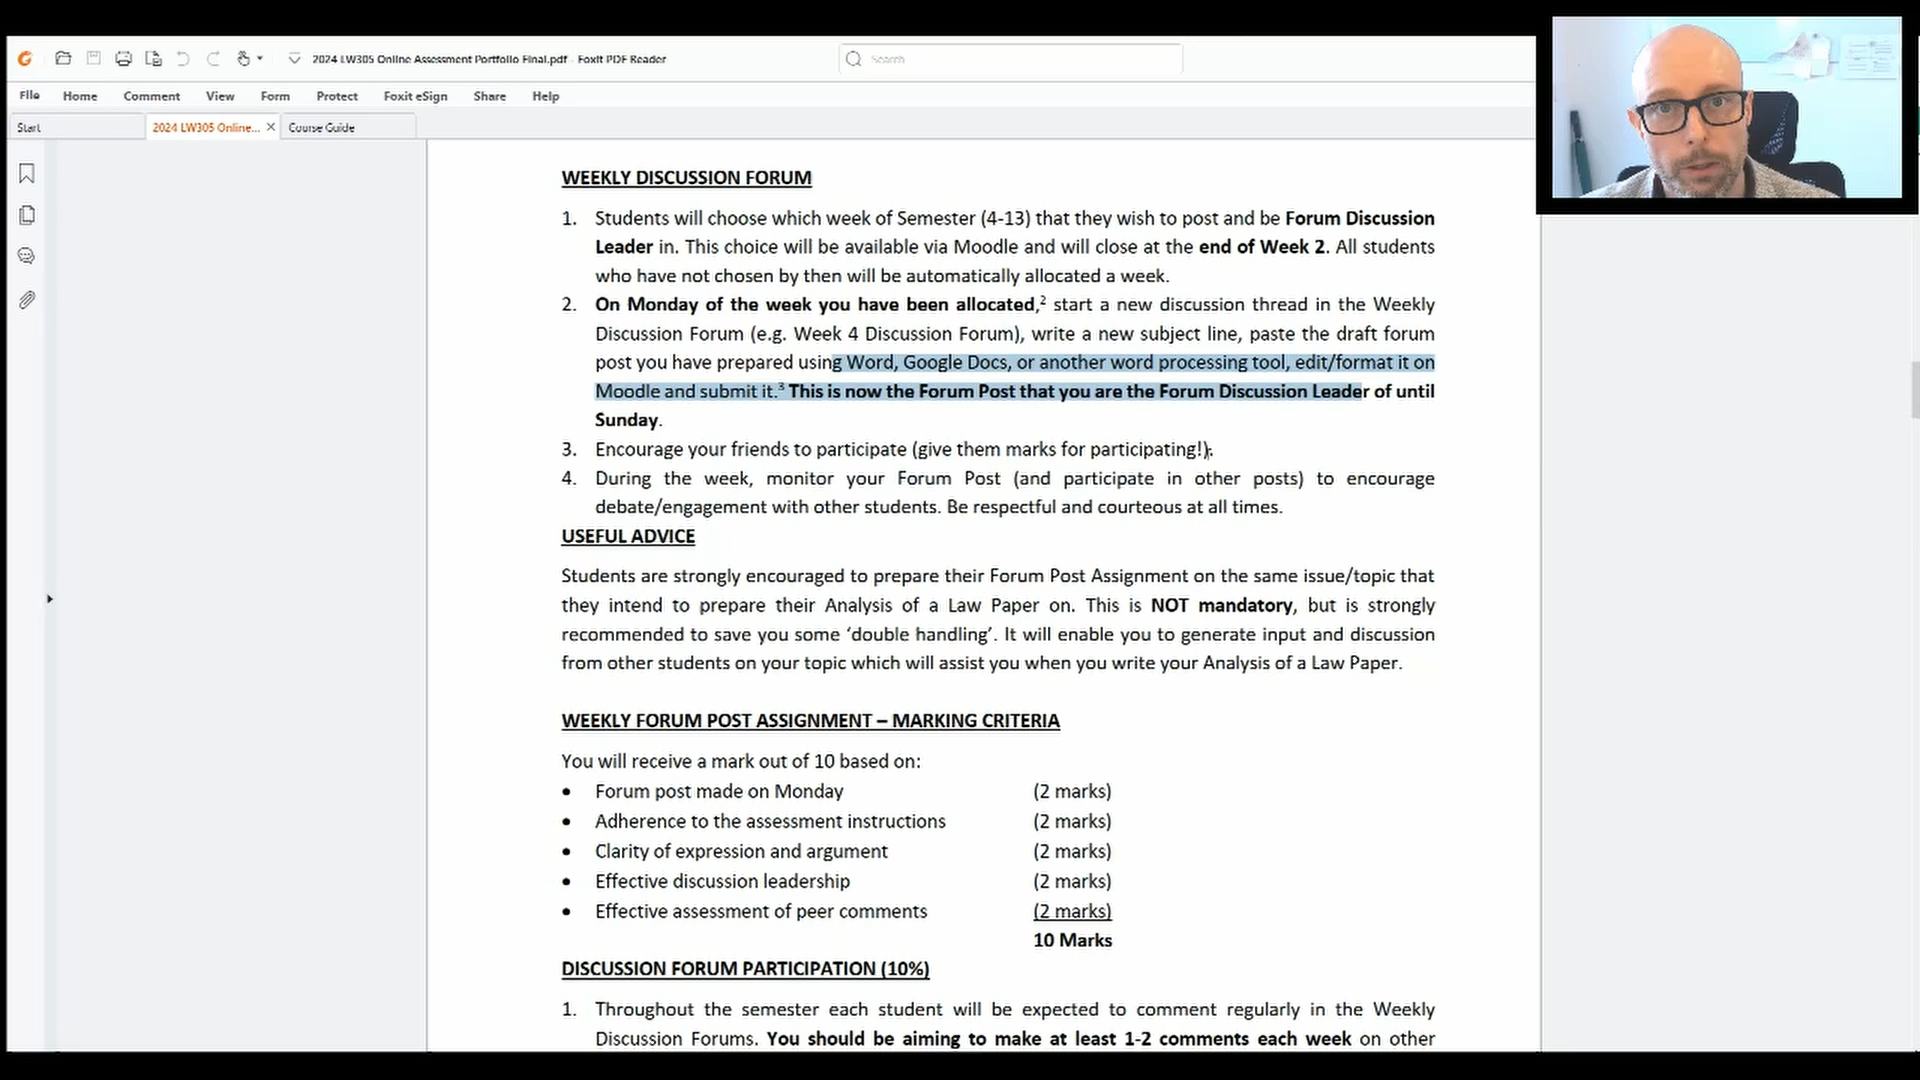 2024 LW305 Online Assessment Portfolio Final.pdf - Foxit PDF Reader
Search
File Home Comment View Form Protect Foxit eSign Share Help
Start 2024 LW305 Online... Course Guide
WEEKLY DISCUSSION FORUM
1. Students will choose which week of Semester (4-13) that they wish to post and be Forum Discussion
Leader in. This choice will be available via Moodle and will close at the end of Week 2. All students
who have not chosen by then will be automatically allocated a week.
2. On Monday of the week you have been allocated,² start a new discussion thread in the Weekly
Discussion Forum (e.g. Week 4 Discussion Forum), write a new subject line, paste the draft forum
post you have prepared using Word, Google Docs, or another word processing tool, edit/format it on
Moodle and submit it.³ This is now the Forum Post that you are the Forum Discussion Leader of until
Sunday.
3. Encourage your friends to participate (give them marks for participating!).
4. During the week, monitor your Forum Post (and participate in other posts) to encourage
debate/engagement with other students. Be respectful and courteous at all times.
USEFUL ADVICE
Students are strongly encouraged to prepare their Forum Post Assignment on the same issue/topic that
they intend to prepare their Analysis of a Law Paper on. This is NOT mandatory, but is strongly
recommended to save you some ‘double handling’. It will enable you to generate input and discussion
from other students on your topic which will assist you when you write your Analysis of a Law Paper.
WEEKLY FORUM POST ASSIGNMENT – MARKING CRITERIA
You will receive a mark out of 10 based on:
• Forum post made on Monday (2 marks)
• Adherence to the assessment instructions (2 marks)
• Clarity of expression and argument (2 marks)
• Effective discussion leadership (2 marks)
• Effective assessment of peer comments (2 marks)
10 Marks
DISCUSSION FORUM PARTICIPATION (10%)
1. Throughout the semester each student will be expected to comment regularly in the Weekly
Discussion Forums. You should be aiming to make at least 1-2 comments each week on other